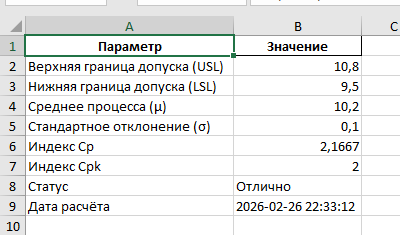 A B C
1 Параметр Значение
2 Верхняя граница допуска (USL) 10,8
3 Нижняя граница допуска (LSL) 9,5
4 Среднее процесса (μ) 10,2
5 Стандартное отклонение (σ) 0,1
6 Индекс Cp 2,1667
7 Индекс Cpk 2
8 Статус Отлично
9 Дата расчёта 2026-02-26 22:33:12
10